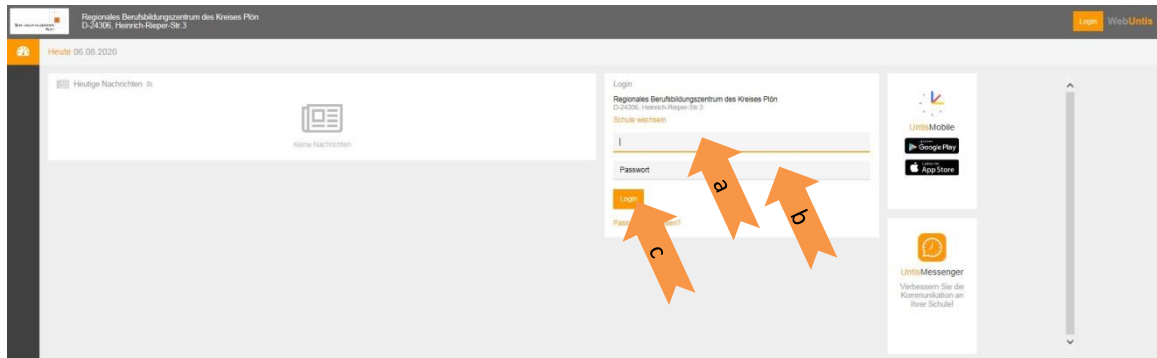 Regionales Berufsbildungszentrum des Kreises Plön
D-24306, Heinrich-Rieper-Str.3
Login
WebUntis
Heute 06.08.2020
Heutige Nachrichten
Keine Nachrichten
Login
Regionales Berufsbildungszentrum des Kreises Plön
D-24306, Heinrich-Rieper-Str.3
Schule wechseln
Passwort
Login
a
b
c
UntisMobile
Google Play
App Store
UntisMessenger
Verbessern Sie die
Kommunikation an
Ihrer Schule!